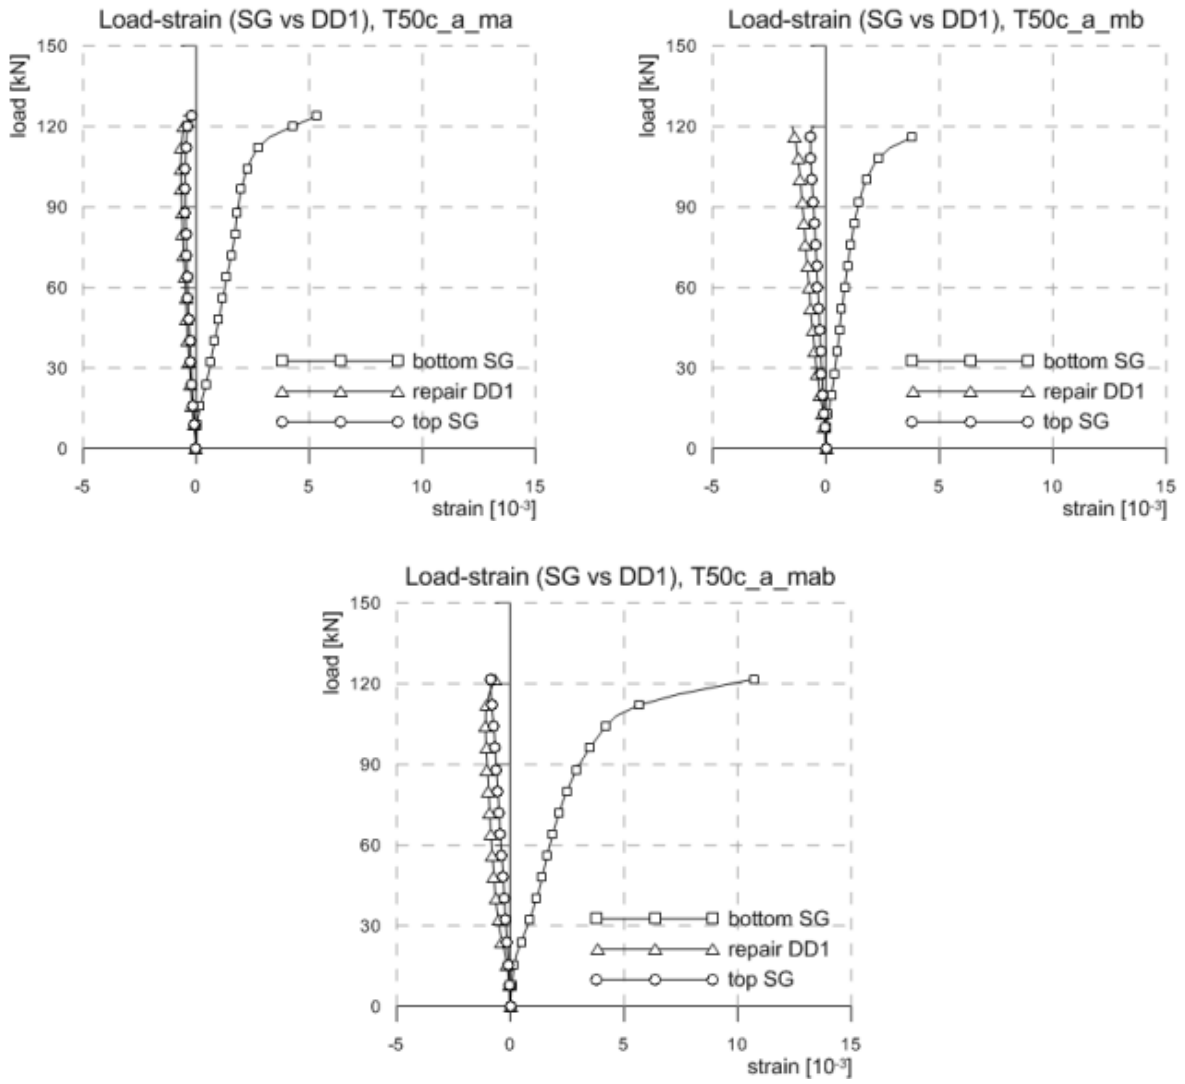 Load-strain (SG vs DD1), T50c_a_ma
load [kN]
150
120
90
60
30
0
bottom SG
repair DD1
top SG
-5
0
5
10
15
strain [10-3]
Load-strain (SG vs DD1), T50c_a_mb
load [kN]
150
120
90
60
30
0
bottom SG
repair DD1
top SG
-5
0
5
10
15
strain [10-3]
Load-strain (SG vs DD1), T50c_a_mab
load [kN]
150
120
90
60
30
0
bottom SG
repair DD1
top SG
-5
0
5
10
15
strain [10-3]